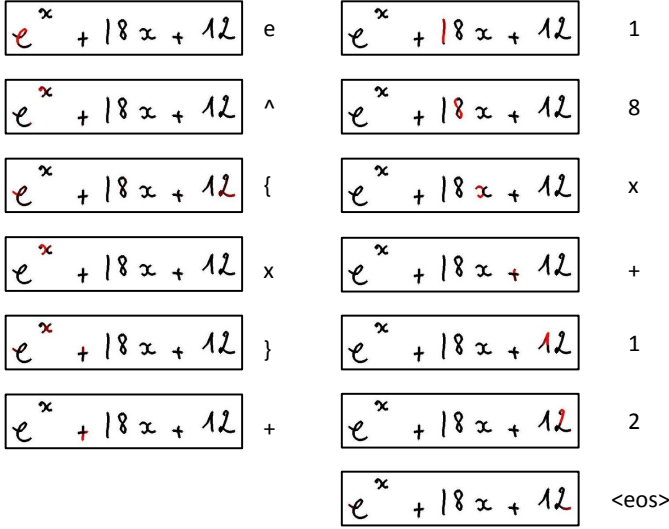 e^x + 18x + 12 e
e^x + 18x + 12 ^
e^x + 18x + 12 {
e^x + 18x + 12 x
e^x + 18x + 12 }
e^x + 18x + 12 +
e^x + 18x + 12 1
e^x + 18x + 12 8
e^x + 18x + 12 x
e^x + 18x + 12 +
e^x + 18x + 12 1
e^x + 18x + 12 2
e^x + 18x + 12 <eos>